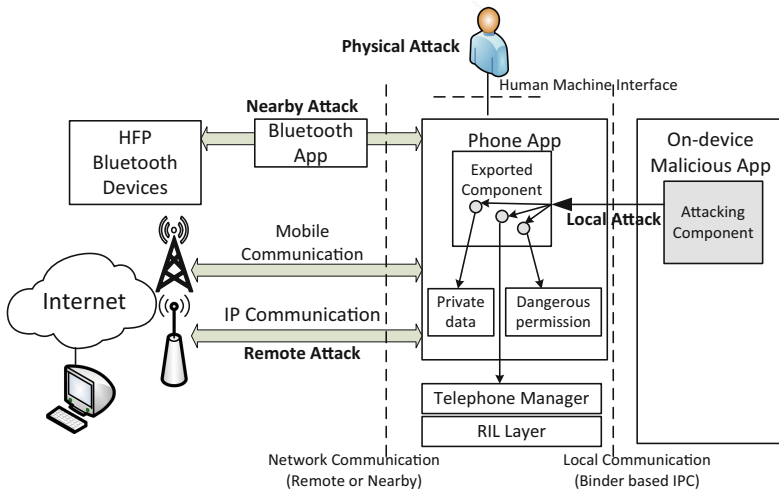 Physical Attack
Human Machine Interface
Nearby Attack
HFP
Bluetooth
Devices
Bluetooth
App
Phone App
Exported
Component
On-device
Malicious App
Local Attack
Attacking
Component
Mobile
Communication
Internet
IP Communication
Remote Attack
Private
data
Dangerous
permission
Telephone Manager
RIL Layer
Network Communication
(Remote or Nearby)
Local Communication
(Binder based IPC)